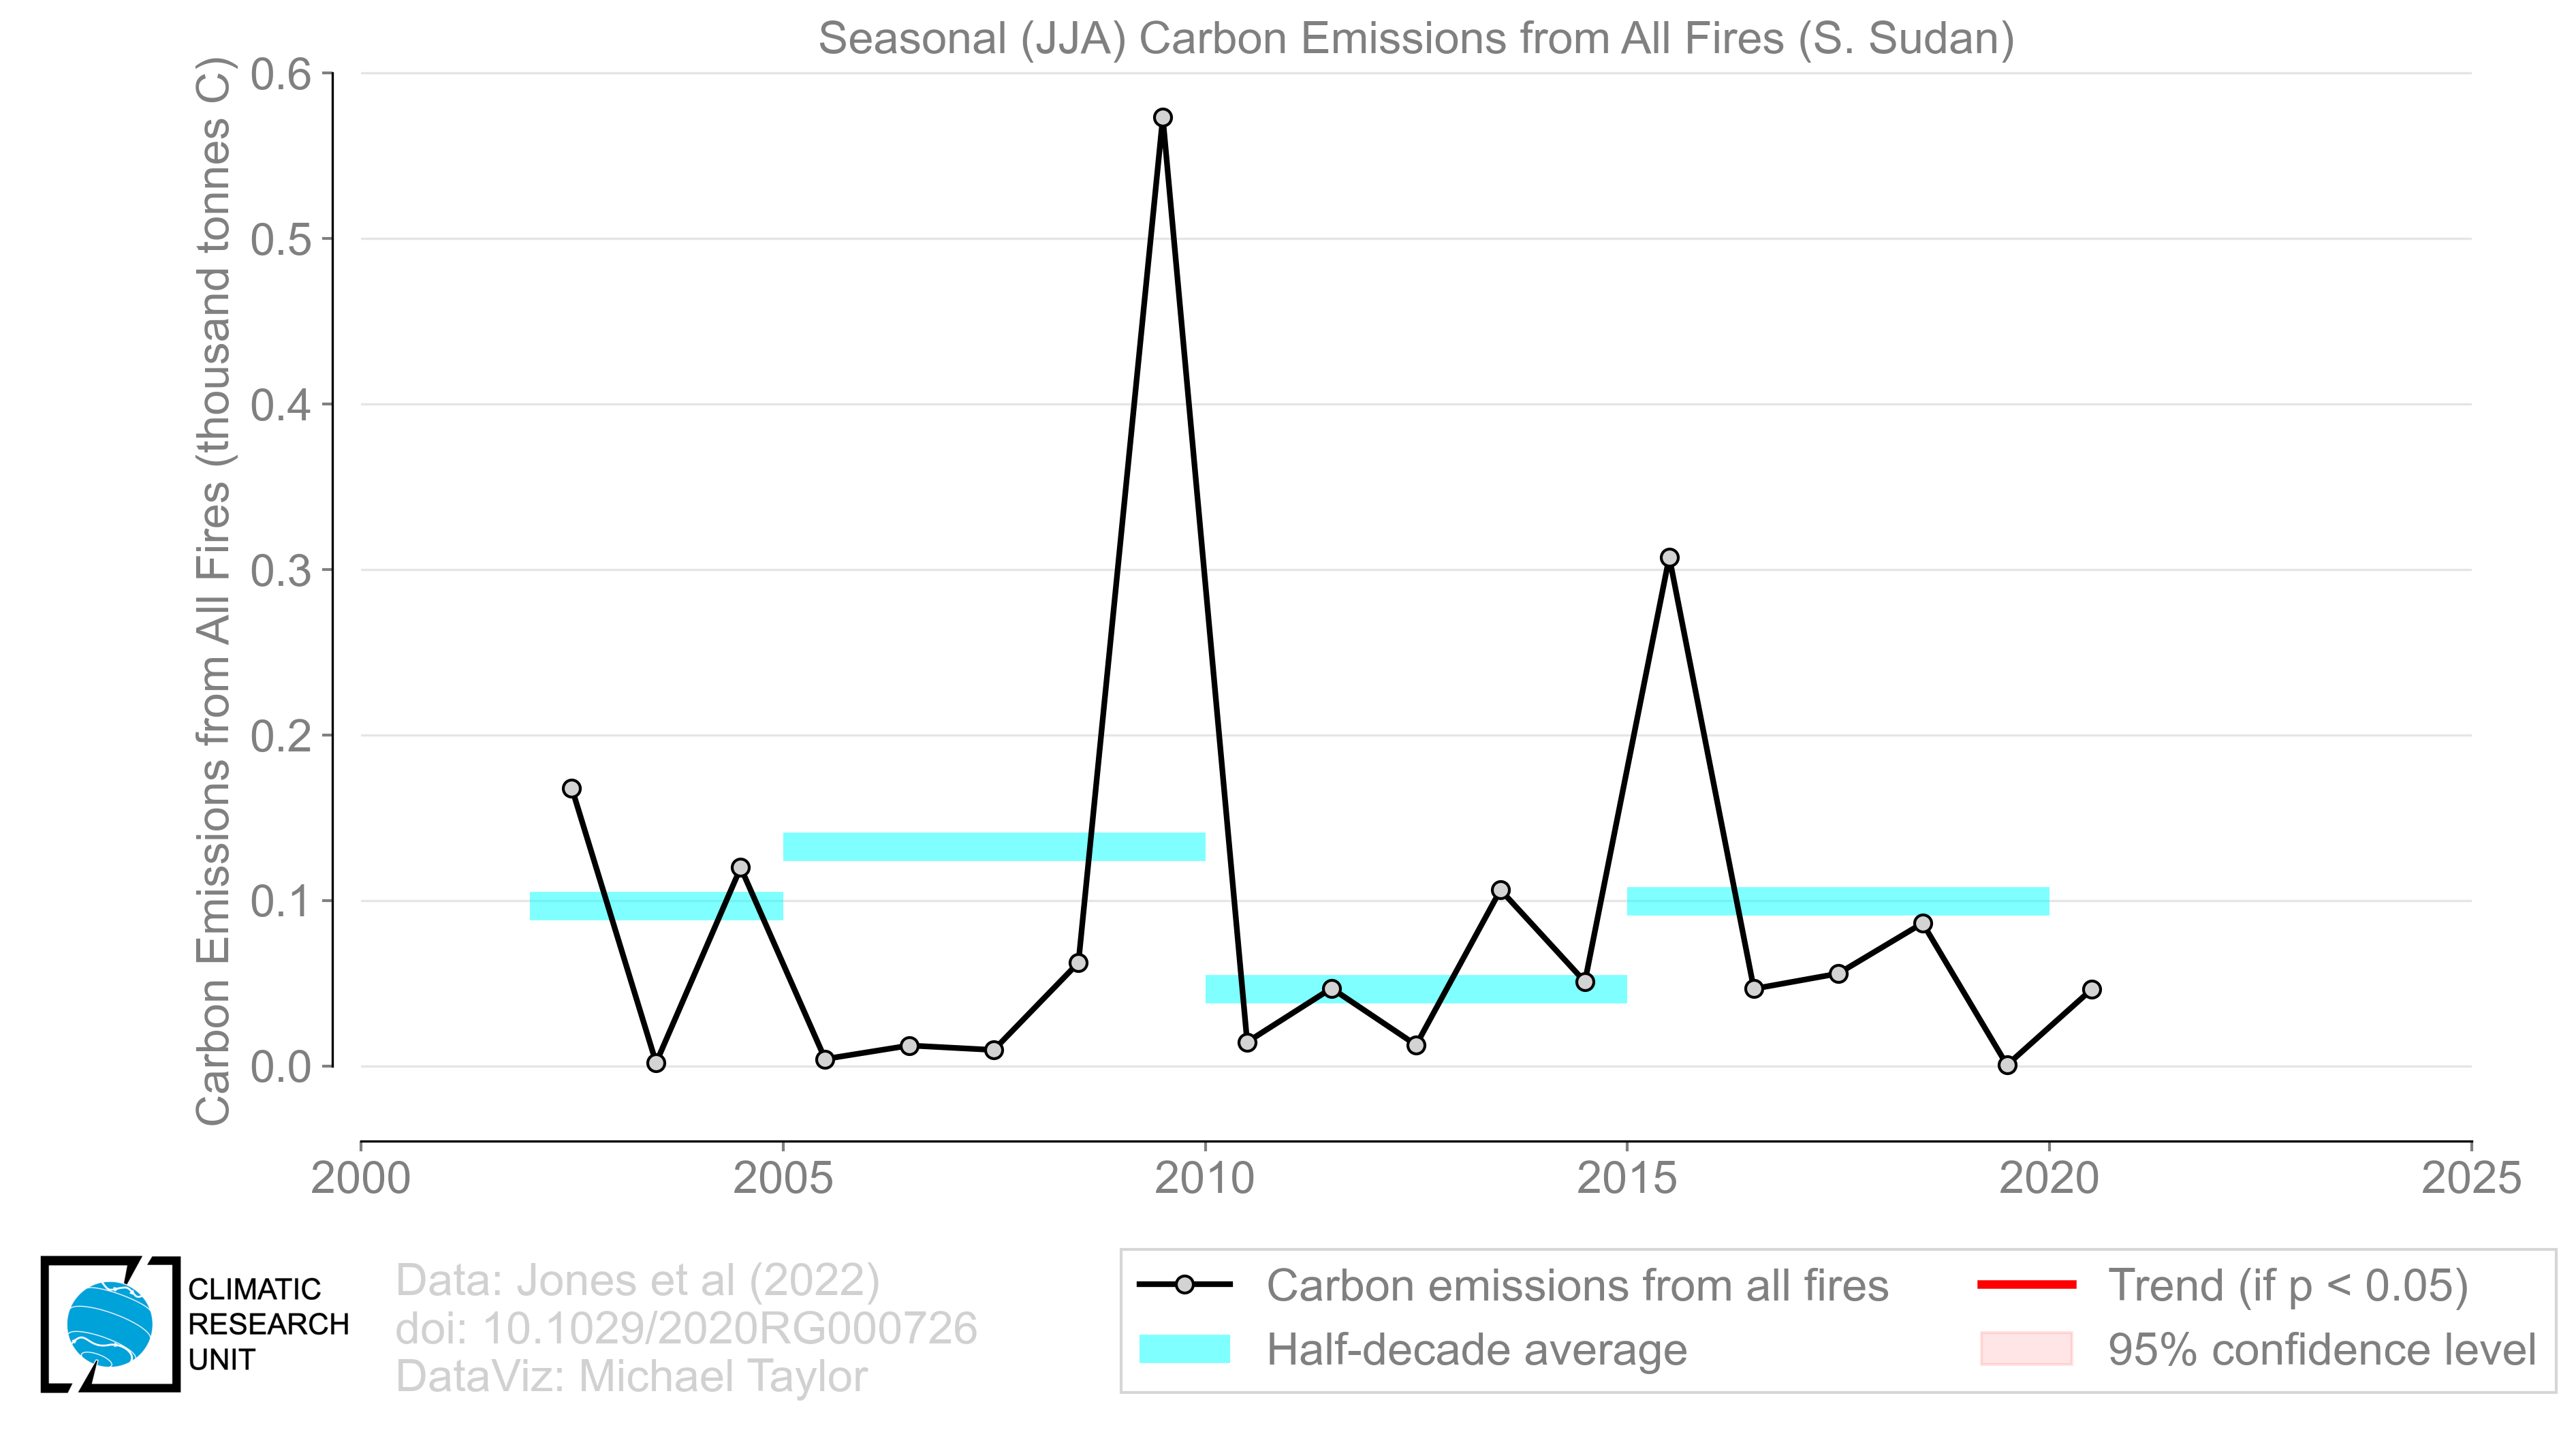 Seasonal (JJA) Carbon Emissions from All Fires (S. Sudan)
Carbon Emissions from All Fires (thousand tonnes C)
0.6
0.5
0.4
0.3
0.2
0.1
0.0
2000 2005 2010 2015 2020 2025
CLIMATIC
RESEARCH
UNIT
Data: Jones et al (2022)
doi: 10.1029/2020RG000726
DataViz: Michael Taylor
Carbon emissions from all fires
Half-decade average
Trend (if p < 0.05)
95% confidence level